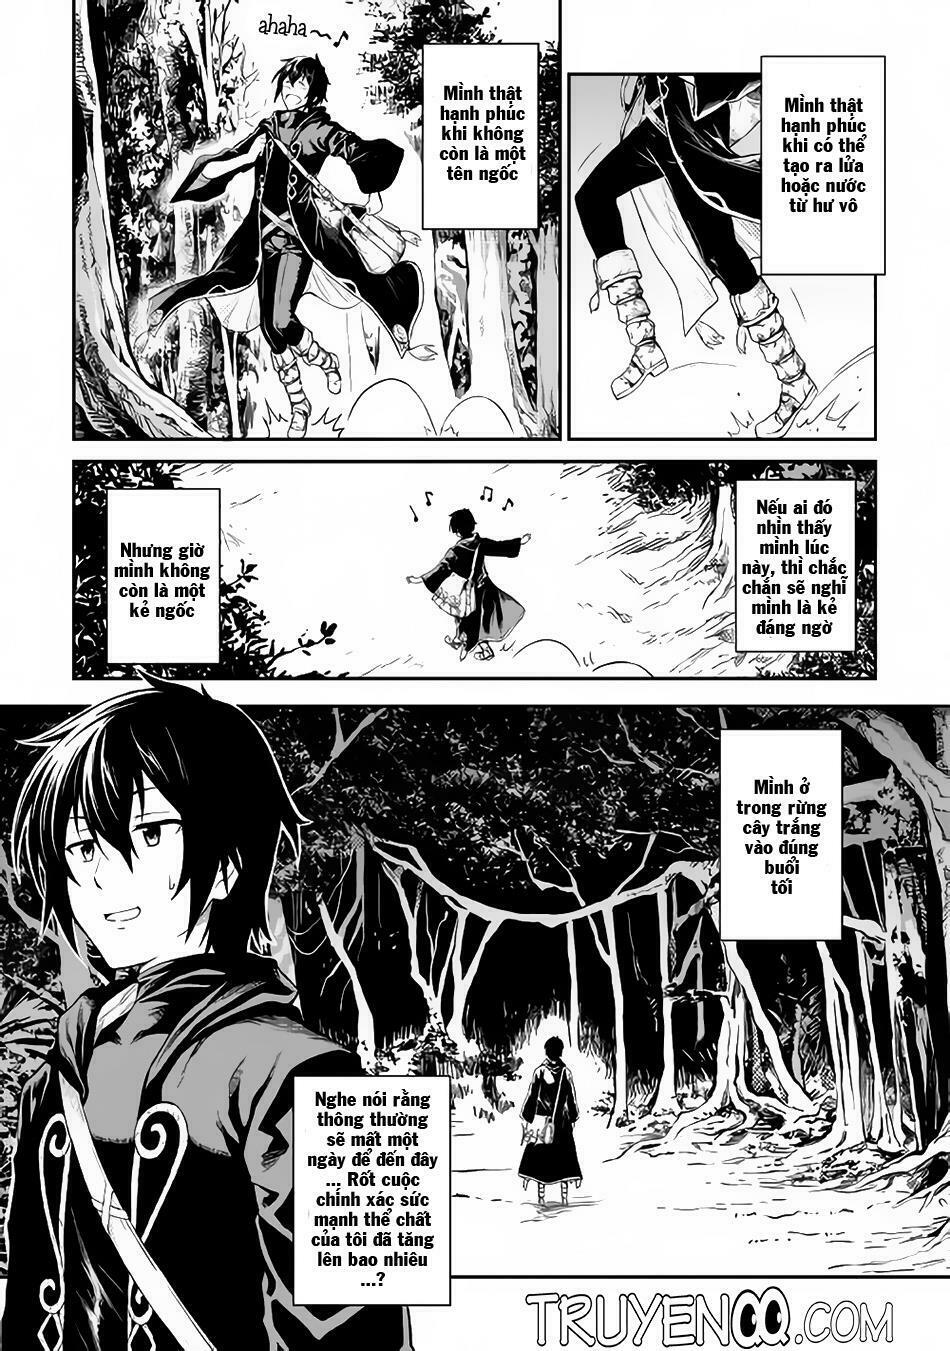 Mình thật
hạnh phúc
khi có thể
tạo ra lửa
hoặc nước
từ hư vô
ahaha~♪
Mình thật
hạnh phúc
khi không
còn là một
tên ngốc
Nếu ai đó
nhìn thấy
mình lúc
này, thì chắc
chắn sẽ nghĩ
mình là kẻ
đáng ngờ
Nhưng giờ
mình không
còn là một
kẻ ngốc
Mình ở
trong rừng
cây trắng
vào đúng
buổi
tối
Nghe nói rằng
thông thường
sẽ mất một
ngày để đến đây
... Rốt cuộc
chính xác sức
mạnh thể chất
của tôi đã tăng
lên bao nhiêu
...?
TRUYENQQ.COM